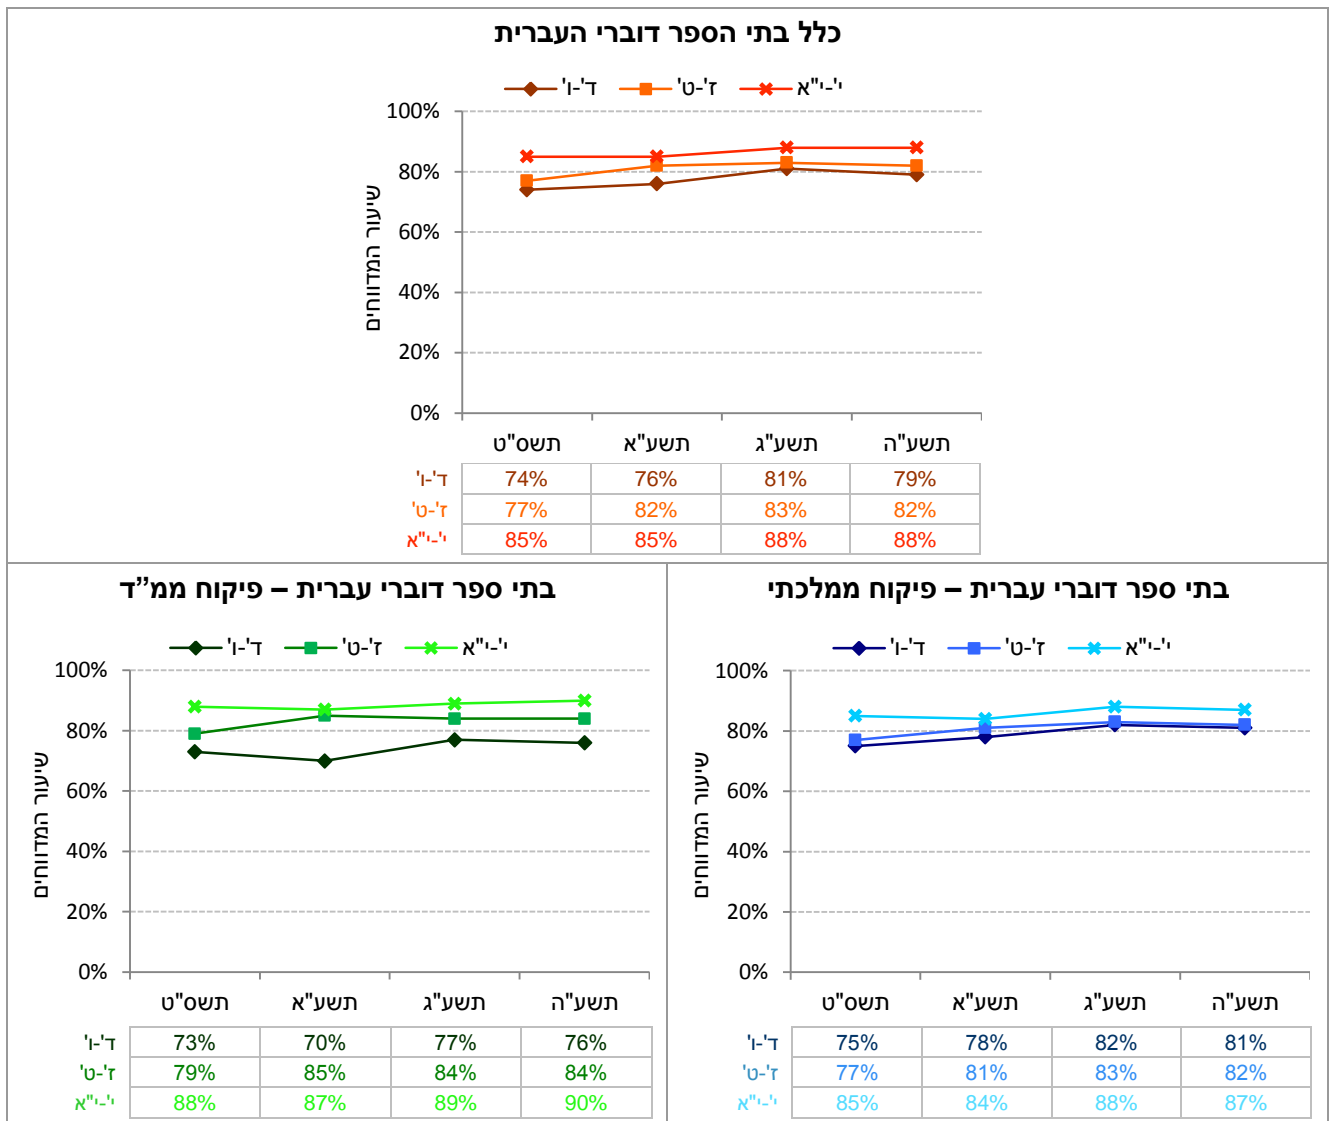 כלל בתי הספר דוברי העברית
ד'-ו' ז'-ט' י'-י"א
שיעור המדווחים
100%
80%
60%
40%
20%
0%
תשס"ט תשע"א תשע"ג תשע"ה
ד'-ו' 74% 76% 81% 79%
ז'-ט' 77% 82% 83% 82%
י'-י"א 85% 85% 88% 88%
בתי ספר דוברי עברית – פיקוח ממלכתי
ד'-ו' ז'-ט' י'-י"א
שיעור המדווחים
100%
80%
60%
40%
20%
0%
תשס"ט תשע"א תשע"ג תשע"ה
ד'-ו' 75% 78% 82% 81%
ז'-ט' 77% 81% 83% 82%
י'-י"א 85% 84% 88% 87%
בתי ספר דוברי עברית – פיקוח ממ”ד
ד'-ו' ז'-ט' י'-י"א
שיעור המדווחים
100%
80%
60%
40%
20%
0%
תשס"ט תשע"א תשע"ג תשע"ה
ד'-ו' 73% 70% 77% 76%
ז'-ט' 79% 85% 84% 84%
י'-י"א 88% 87% 89% 90%